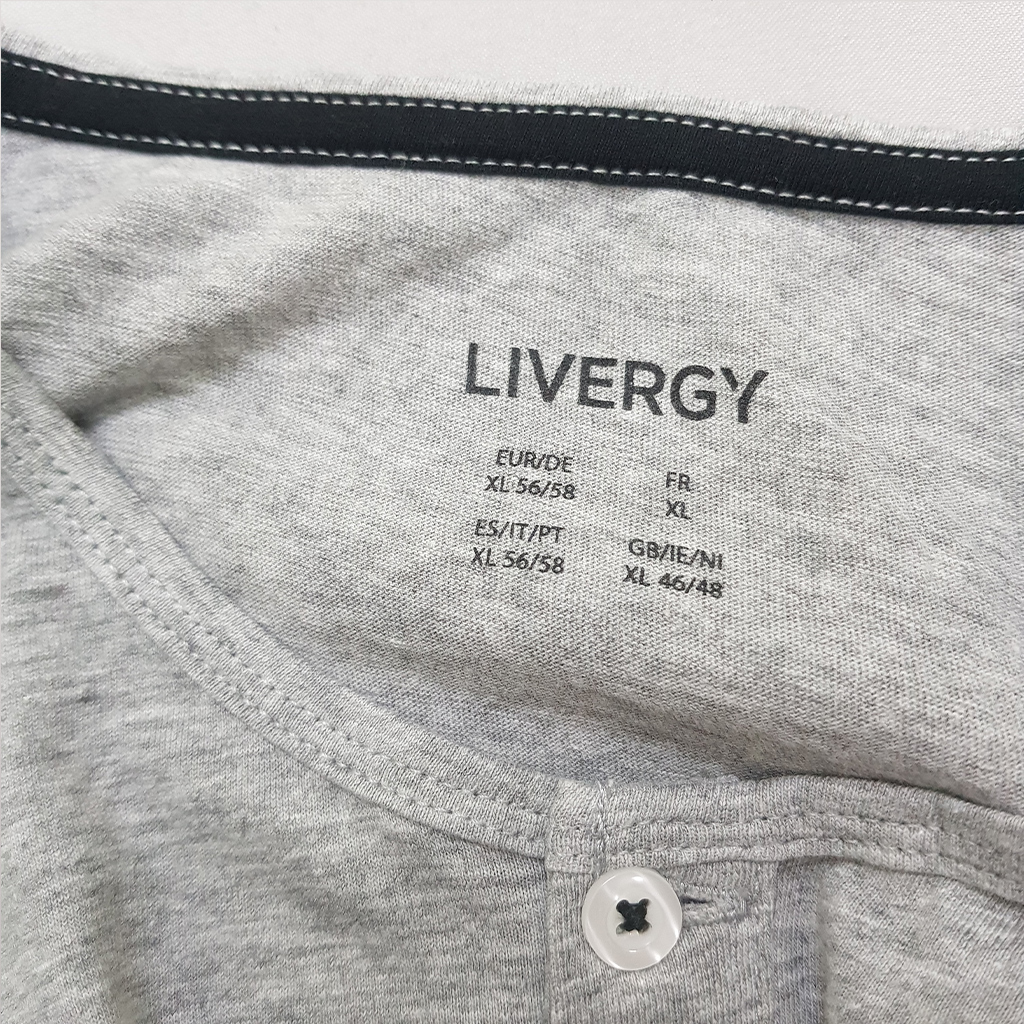 LIVERGY
EUR/DE
XL 56/58
FR
XL
ES/IT/PT
XL 56/58
GB/IE/NI
XL 46/48